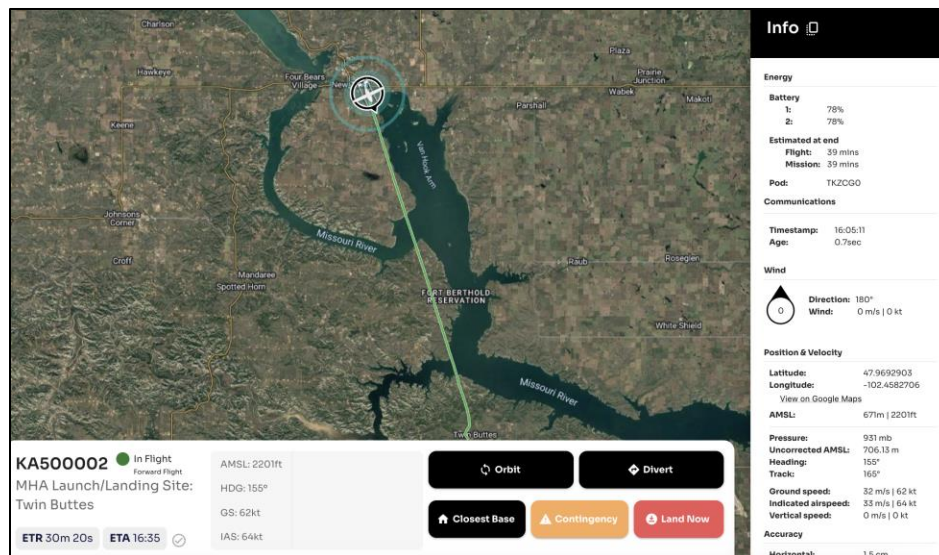 Charlson
Hawkeye
Four Bears
Village
New
Plaza
Prairie
Junction
Wabek
Makoti
Parshall
Keene
Van Hook Arm
Johnsons
Corner
Missouri River
Croff
Mandaree
Spotted Horn
Raub
Roseglen
FORT BERTHOLD
RESERVATION
White Shield
Missouri River
Twin Buttes
KA500002
In Flight
Forward Flight
MHA Launch/Landing Site:
Twin Buttes
ETR 30m 20s
ETA 16:35
AMSL: 2201ft
HDG: 155º
GS: 62kt
IAS: 64kt
Orbit
Divert
Closest Base
Contingency
Land Now
Info
Energy
Battery
1: 78%
2: 78%
Estimated at end
Flight: 39 mins
Mission: 39 mins
Pod: TKZCG0
Communications
Timestamp: 16:05:11
Age: 0.7sec
Wind
0
Direction: 180°
Wind: 0 m/s | 0 kt
Position & Velocity
Latitude: 47.9692903
Longitude: -102.4582706
View on Google Maps
AMSL: 671m | 2201ft
Pressure: 931 mb
Uncorrected AMSL: 706.13 m
Heading: 155°
Track: 165°
Ground speed: 32 m/s | 62 kt
Indicated airspeed: 33 m/s | 64 kt
Vertical speed: 0 m/s | 0 kt
Accuracy
Horizontal: 1.5 cm